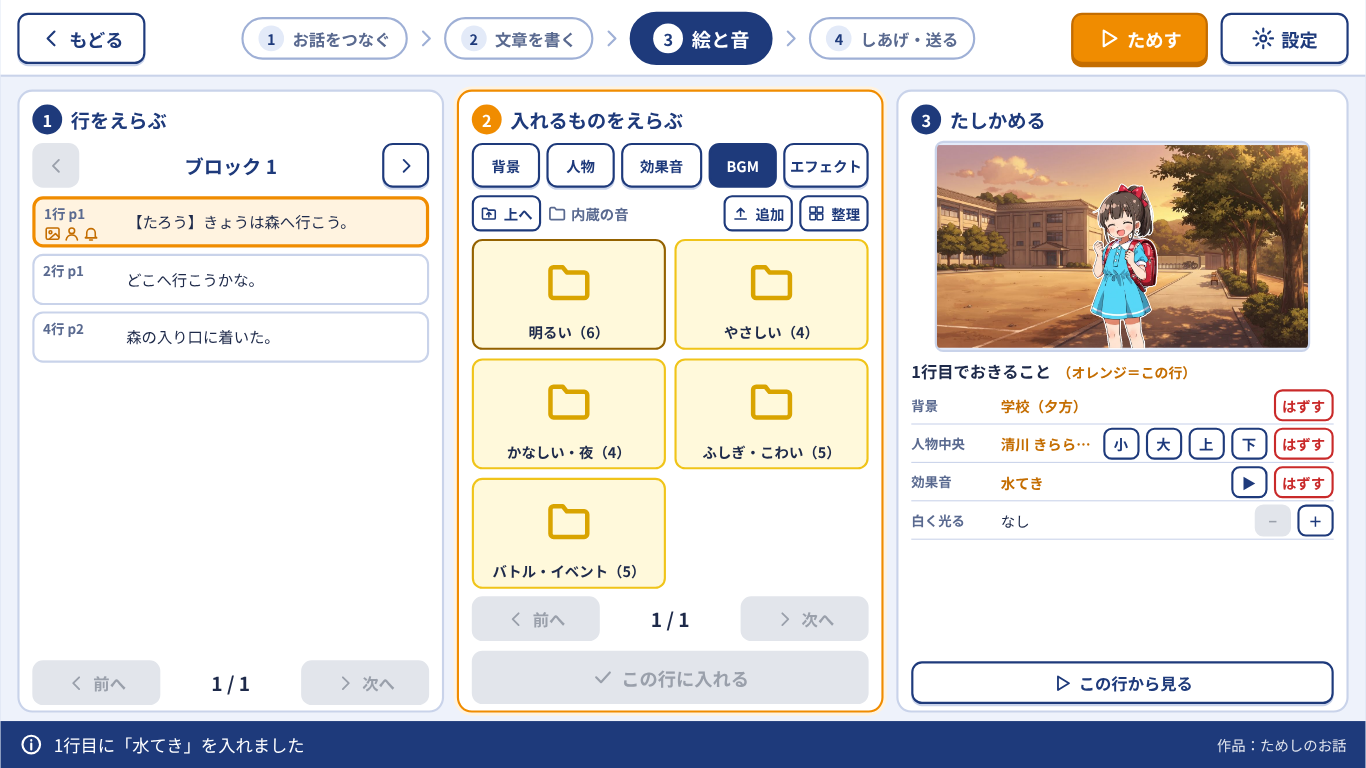 もどる
1 お話をつなぐ
2 文章を書く
3 絵と音
4 しあげ・送る
ためす
設定
1 行をえらぶ
ブロック 1
1行 p1
【たろう】きょうは森へ行こう。
2行 p1
どこへ行こうかな。
4行 p2
森の入り口に着いた。
前へ
1 / 1
次へ
2 入れるものをえらぶ
背景
人物
効果音
BGM
エフェクト
上へ
内蔵の音
追加
整理
明るい（6）
やさしい（4）
かなしい・夜（4）
ふしぎ・こわい（5）
バトル・イベント（5）
前へ
1 / 1
次へ
この行に入れる
3 たしかめる
1行目でおきること （オレンジ＝この行）
背景 学校（夕方） はずす
人物中央 清川 きらら… 小 大 上 下 はずす
効果音 水てき はずす
白く光る なし − ＋
この行から見る
1行目に「水てき」を入れました
作品：ためしのお話